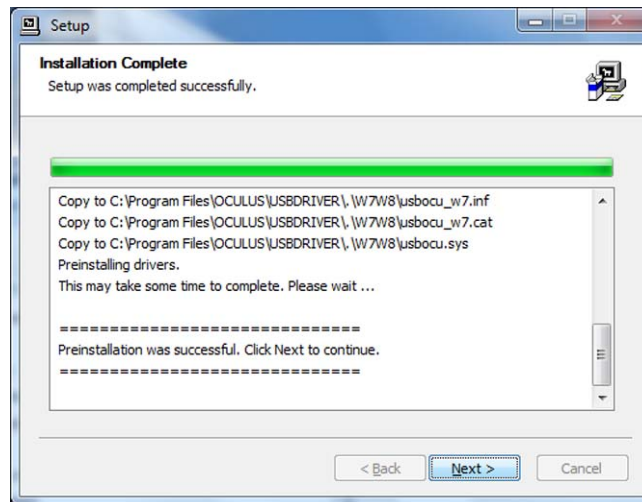 Setup
Installation Complete
Setup was completed successfully.
Copy to C:\Program Files\OCULUS\USBDRIVER\.\W7W8\usbocu_w7.inf
Copy to C:\Program Files\OCULUS\USBDRIVER\.\W7W8\usbocu_w7.cat
Copy to C:\Program Files\OCULUS\USBDRIVER\.\W7W8\usbocu.sys
Preinstalling drivers.
This may take some time to complete. Please wait ...
==============================
Preinstallation was successful. Click Next to continue.
==============================
< Back Next > Cancel